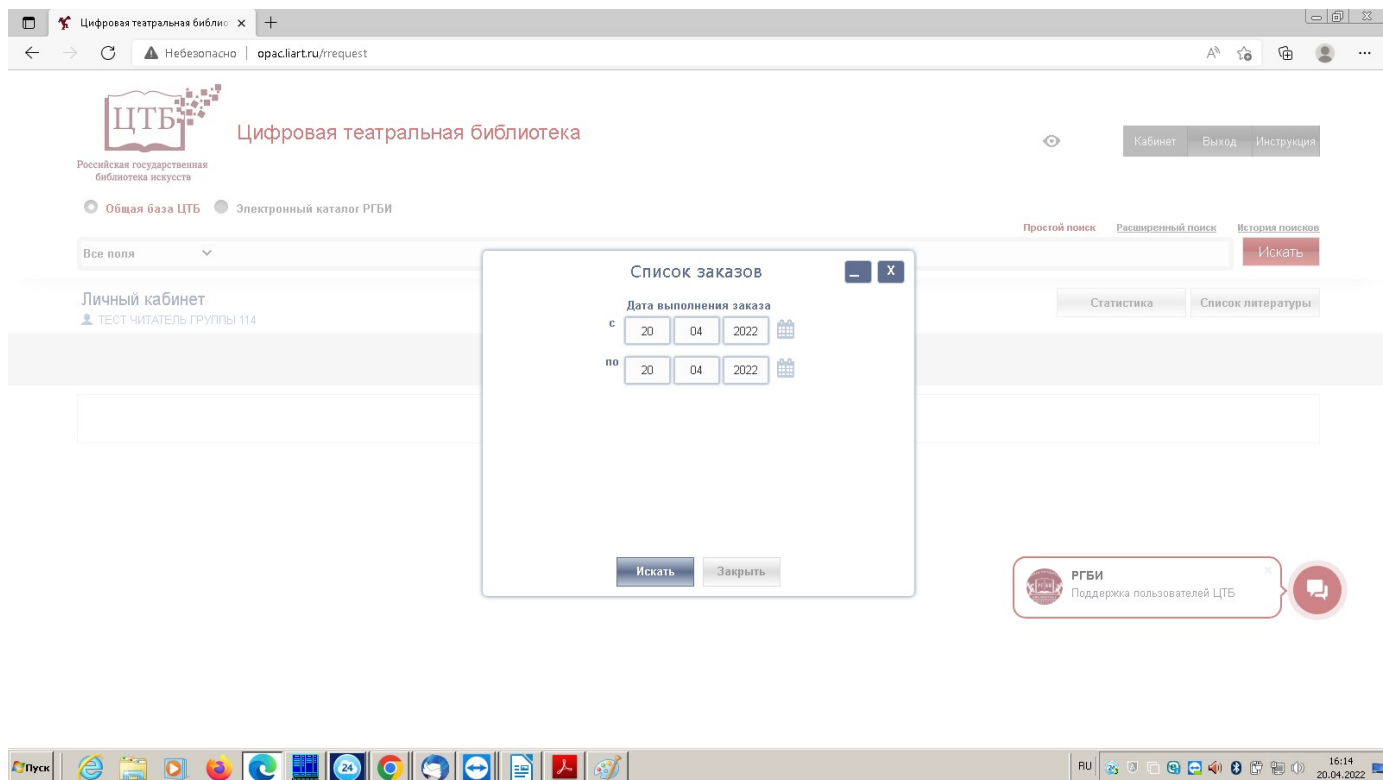 Цифровая театральная библио
Небезопасно | opac.liart.ru/rrequest
ЦТБ
Российская государственная
библиотека искусств
Цифровая театральная библиотека
Кабинет Выход Инструкция
Общая база ЦТБ Электронный каталог РГБИ
Простой поиск Расширенный поиск История поисков
Все поля
Искать
Личный кабинет
ТЕСТ ЧИТАТЕЛЬ ГРУППЫ 114
Статистика Список литературы
Список заказов
_ X
Дата выполнения заказа
с 20 04 2022
по 20 04 2022
Искать Закрыть
РГБИ
Поддержка пользователей ЦТБ
Пуск
24
RU
16:14
20.04.2022